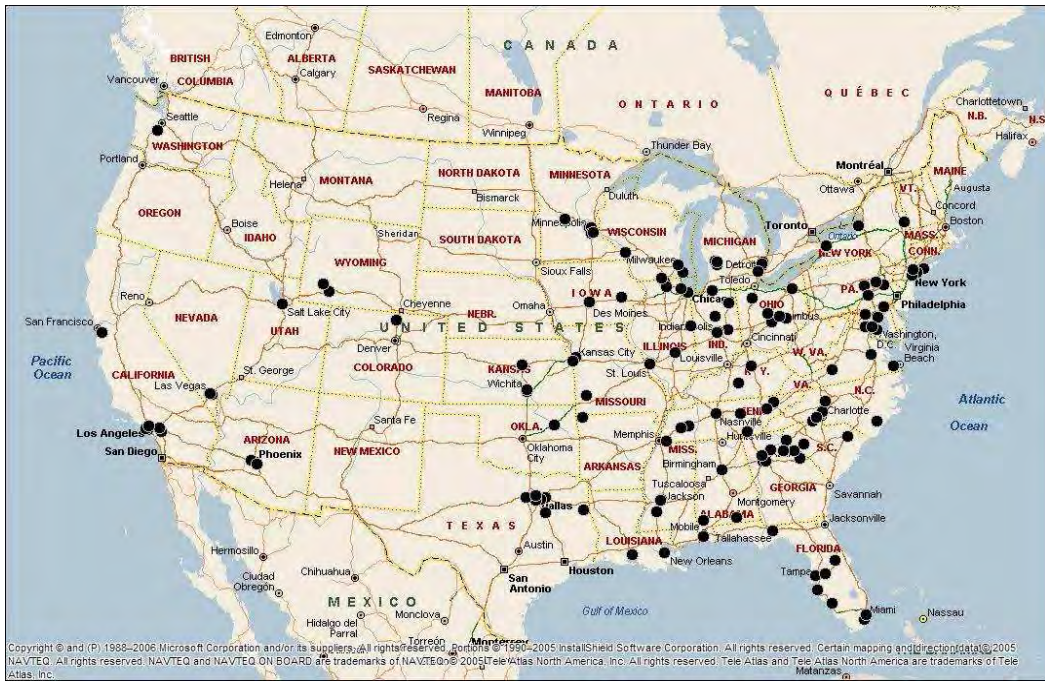 CANADA
Edmonton
BRITISH
COLUMBIA
ALBERTA
Calgary
SASKATCHEWAN
MANITOBA
ONTARIO
QUÉBEC
Charlottetown
N.B.
N.S
Halifax
Vancouver
Regina
Winnipeg
Seattle
Thunder Bay
WASHINGTON
Portland
Montréal
MAINE
Ottawa
VT.
Augusta
Helena
MONTANA
NORTH DAKOTA
Bismarck
MINNESOTA
Duluth
Concord
Boston
OREGON
Boise
IDAHO
Sheridan
SOUTH DAKOTA
Minneapolis
WISCONSIN
MICHIGAN
Toronto
Ontario
MASS.
CONN.
NEW YORK
WYOMING
Sioux Falls
Milwaukee
Detroit
Toledo
New York
Reno
Salt Lake City
Cheyenne
NEBR.
Omaha
IOWA
Des Moines
Chicago
OHIO
PA.
Philadelphia
San Francisco
NEVADA
UTAH
UNITED STATES
Denver
Indianapolis
Cincinnati
Washington,
D.C.
Pacific
Ocean
CALIFORNIA
St. George
Las Vegas
COLORADO
KANSAS
Kansas City
Wichita
ILLINOIS
IND.
St. Louis
Louisville
W. VA.
Virginia
Beach
VA.
MISSOURI
N.C.
Charlotte
Atlantic
Ocean
Los Angeles
San Diego
ARIZONA
Phoenix
Santa Fe
NEW MEXICO
OKLA.
Oklahoma
City
Memphis
Nashville
Huntsville
ARKANSAS
MISS.
Birmingham
S.C.
Tuscaloosa
GEORGIA
Jackson
Montgomery
Savannah
Dallas
ALABAMA
Mobile
Tallahassee
Jacksonville
TEXAS
LOUISIANA
New Orleans
FLORIDA
Hermosillo
Austin
Houston
San
Antonio
Ciudad
Obregón
Chihuahua
Tampa
MEXICO
Hidalgo del
Parral
Monclova
Torreón
Monterrey
Gulf of Mexico
Miami
Nassau
Matanzas
Copyright © and (P) 1988–2006 Microsoft Corporation and/or its suppliers. All rights reserved. Portions © 1990–2005 InstallShield Software Corporation. All rights reserved. Certain mapping and direction data © 2005
NAVTEQ. All rights reserved. NAVTEQ and NAVTEQ ON BOARD are trademarks of NAVTEQ. © 2005 Tele Atlas North America, Inc. All rights reserved. Tele Atlas and Tele Atlas North America are trademarks of Tele
Atlas, Inc.